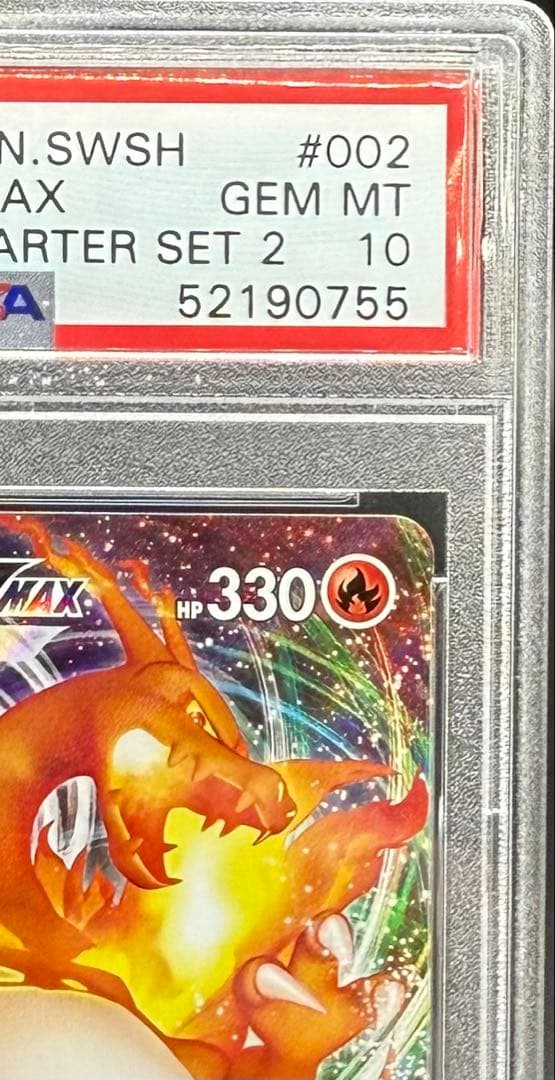 N.SWSH #002
AX GEM MT
ARTER SET 2 10
52190755
MAX HP 330